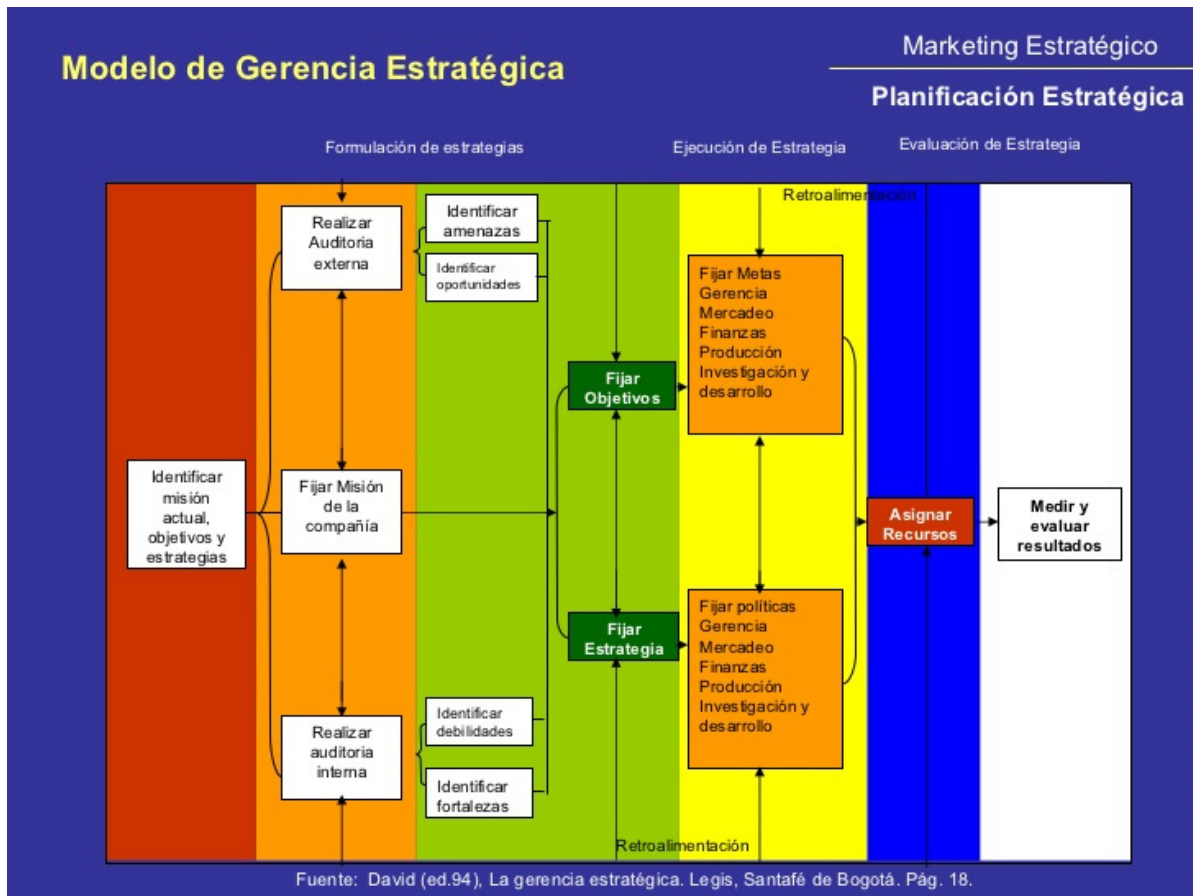 Modelo de Gerencia Estratégica
Marketing Estratégico
Planificación Estratégica
Formulación de estrategias
Ejecución de Estrategia
Evaluación de Estrategia
Retroalimentación
Identificar
misión
actual,
objetivos y
estrategias
Realizar
Auditoria
externa
Fijar Misión
de la
compañía
Realizar
auditoria
interna
Identificar
amenazas
Identificar
oportunidades
Identificar
debilidades
Identificar
fortalezas
Fijar
Objetivos
Fijar
Estrategia
Fijar Metas
Gerencia
Mercadeo
Finanzas
Producción
Investigación y
desarrollo
Fijar políticas
Gerencia
Mercadeo
Finanzas
Producción
Investigación y
desarrollo
Asignar
Recursos
Medir y
evaluar
resultados
Retroalimentación
Fuente: David (ed.94), La gerencia estratégica. Legis, Santafé de Bogotá. Pág. 18.